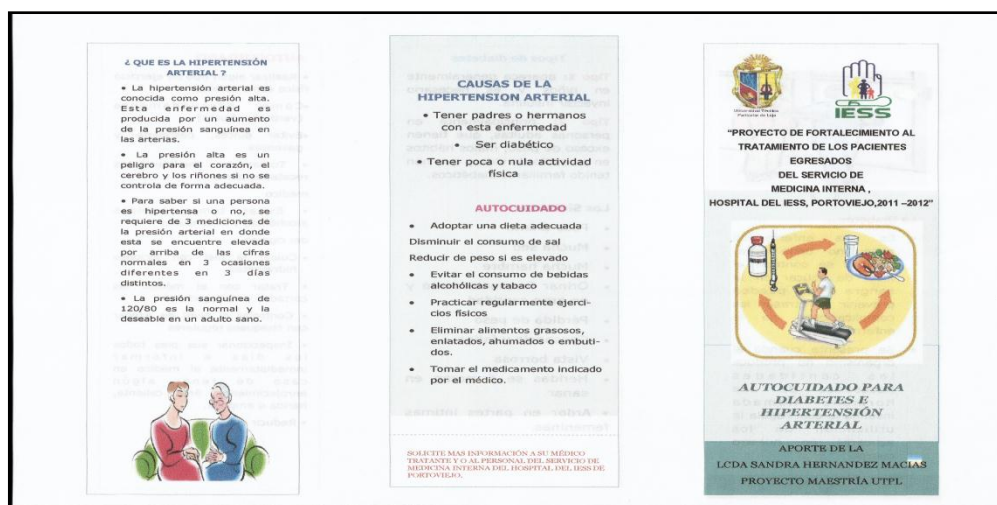 ¿ QUE ES LA HIPERTENSIÓN
ARTERIAL ?
• La hipertensión arterial es
conocida como presión alta.
Esta enfermedad es
producida por un aumento
de la presión sanguínea en
las arterias.
• La presión alta es un
peligro para el corazón, el
cerebro y los riñones si no se
controla de forma adecuada.
• Para saber si una persona
es hipertensa o no, se
requiere de 3 mediciones de
la presión arterial en donde
esta se encuentre elevada
por arriba de las cifras
normales en 3 ocasiones
diferentes en 3 días
distintos.
• La presión sanguínea de
120/80 es la normal y la
deseable en un adulto sano.
CAUSAS DE LA
HIPERTENSION ARTERIAL
• Tener padres o hermanos
con esta enfermedad
• Ser diabético
• Tener poca o nula actividad
física
AUTOCUIDADO
• Adoptar una dieta adecuada
Disminuir el consumo de sal
Reducir de peso si es elevado
• Evitar el consumo de bebidas
alcohólicas y tabaco
• Practicar regularmente ejerci-
cios físicos
• Eliminar alimentos grasosos,
enlatados, ahumados o embuti-
dos.
• Tomar el medicamento indicado
por el médico.
SOLICITE MAS INFORMACIÓN A SU MÉDICO
TRATANTE Y O AL PERSONAL DEL SERVICIO DE
MEDICINA INTERNA DEL HOSPITAL DEL IESS DE
PORTOVIEJO.
IESS
"PROYECTO DE FORTALECIMIENTO AL
TRATAMIENTO DE LOS PACIENTES
EGRESADOS
DEL SERVICIO DE
MEDICINA INTERNA ,
HOSPITAL DEL IESS, PORTOVIEJO,2011 –2012"
AUTOCUIDADO PARA
DIABETES E
HIPERTENSIÓN
ARTERIAL
APORTE DE LA
LCDA SANDRA HERNANDEZ MACIAS
PROYECTO MAESTRÍA UTPL